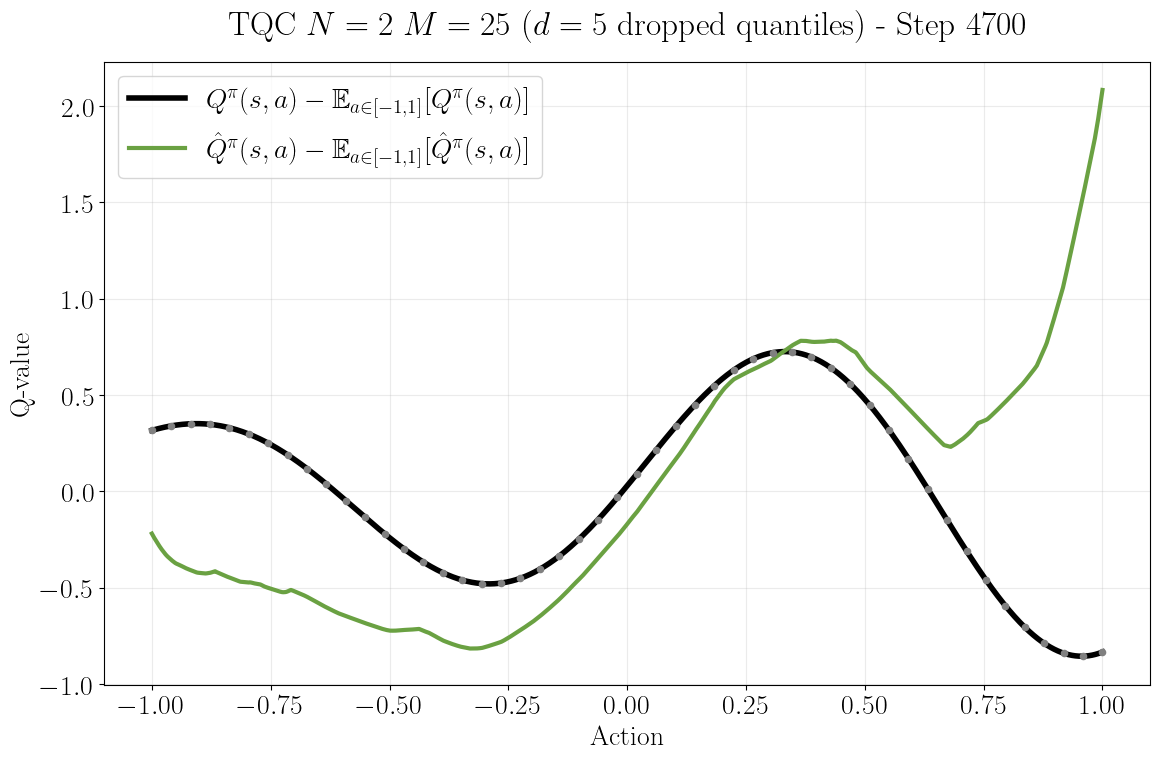 TQC N = 2 M = 25 (d = 5 dropped quantiles) - Step 4700
Q^π(s, a) − 𝔼_{a∈[−1,1]}[Q^π(s, a)]
Q̂^π(s, a) − 𝔼_{a∈[−1,1]}[Q̂^π(s, a)]
2.0
1.5
1.0
0.5
0.0
−0.5
−1.0
Q-value
−1.00 −0.75 −0.50 −0.25 0.00 0.25 0.50 0.75 1.00
Action